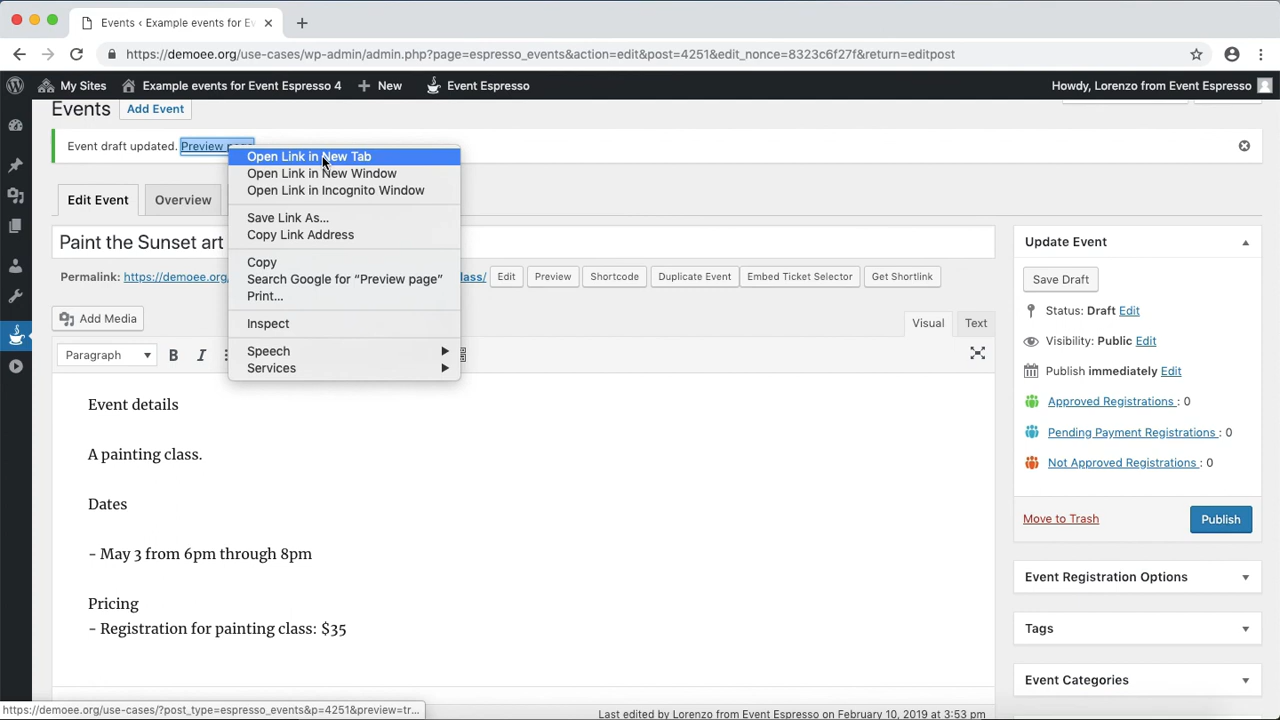 Events ‹ Example events for Ev
https://demoee.org/use-cases/wp-admin/admin.php?page=espresso_events&action=edit&post=4251&edit_nonce=8323c6f27f&return=editpost
My Sites Example events for Event Espresso 4 New Event Espresso Howdy, Lorenzo from Event Espresso
Events Add Event
Event draft updated. Preview page
Open Link in New Tab
Open Link in New Window
Open Link in Incognito Window
Save Link As...
Copy Link Address
Copy
Search Google for “Preview page”
Print...
Inspect
Speech
Services
Edit Event Overview
Paint the Sunset art
Permalink: https://demoee.org/ lass/ Edit Preview Shortcode Duplicate Event Embed Ticket Selector Get Shortlink
Add Media Visual Text
Paragraph B I
Event details
A painting class.
Dates
- May 3 from 6pm through 8pm
Pricing
- Registration for painting class: $35
Last edited by Lorenzo from Event Espresso on February 10, 2019 at 3:53 pm
Update Event
Save Draft
Status: Draft Edit
Visibility: Public Edit
Publish immediately Edit
Approved Registrations : 0
Pending Payment Registrations : 0
Not Approved Registrations : 0
Move to Trash Publish
Event Registration Options
Tags
Event Categories
https://demoee.org/use-cases/?post_type=espresso_events&p=4251&preview=tr...